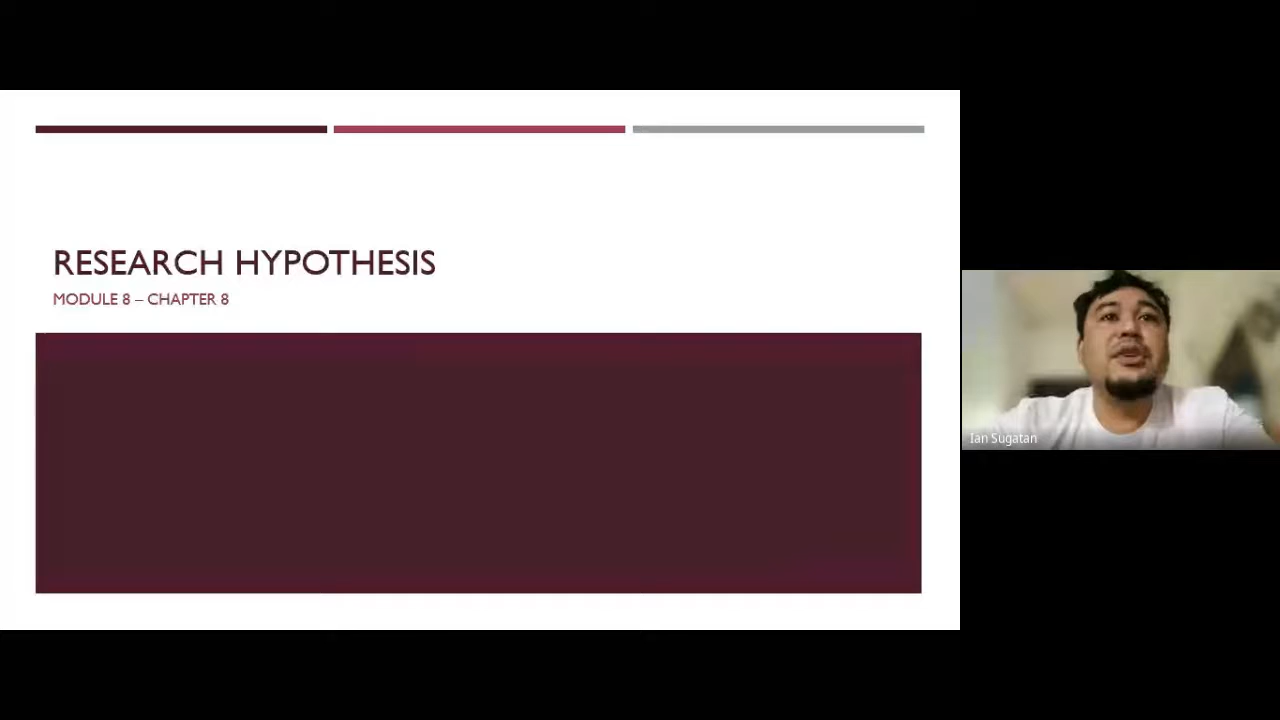 RESEARCH HYPOTHESIS
MODULE 8 – CHAPTER 8
Ian Sugatan